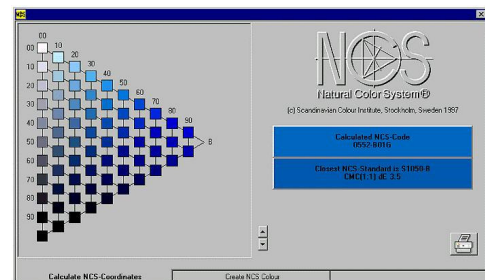 NCS
00
00 10
10 20
20 30
30 40
40 50
50 60
60 70
70 80
80 90
90
B
NCS
Natural Color System®
(c) Scandinavian Colour Institute, Stockholm, Sweden 1997
Calculated NCS-Code
0552-B01G
Closest NCS-Standard is S1050-B
CMC(1:1) dE 3,5
Calculate NCS-Coordinates
Create NCS Colour